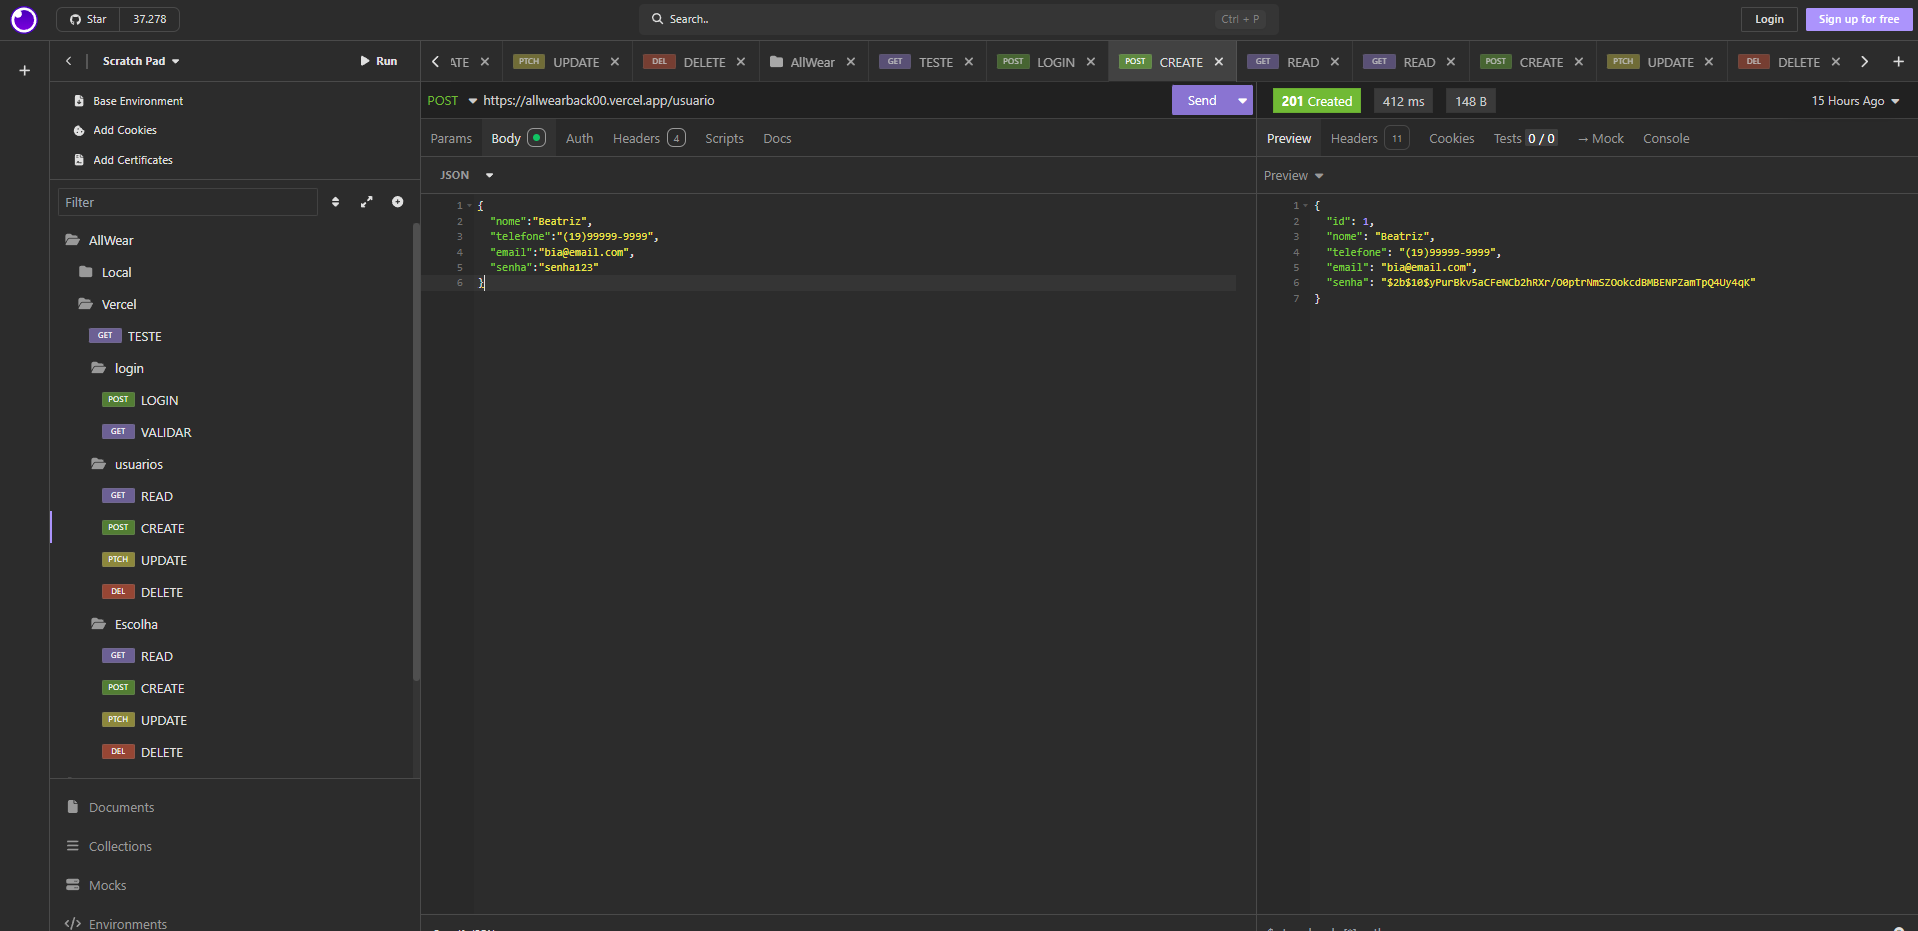 Star 37.278
Search.. Ctrl + P
Login Sign up for free
Scratch Pad Run
ATE PTCH UPDATE DEL DELETE AllWear GET TESTE POST LOGIN POST CREATE GET READ GET READ POST CREATE PTCH UPDATE DEL DELETE
Base Environment
Add Cookies
Add Certificates
Filter
AllWear
Local
Vercel
GET TESTE
login
POST LOGIN
GET VALIDAR
usuarios
GET READ
POST CREATE
PTCH UPDATE
DEL DELETE
Escolha
GET READ
POST CREATE
PTCH UPDATE
DEL DELETE
Documents
Collections
Mocks
Environments
POST https://allwearback00.vercel.app/usuario Send
Params Body Auth Headers 4 Scripts Docs
JSON
1 {
2 "nome":"Beatriz",
3 "telefone":"(19)99999-9999",
4 "email":"bia@email.com",
5 "senha":"senha123"
6 }
201 Created 412 ms 148 B 15 Hours Ago
Preview Headers 11 Cookies Tests 0 / 0 → Mock Console
Preview
1 {
2 "id": 1,
3 "nome": "Beatriz",
4 "telefone": "(19)99999-9999",
5 "email": "bia@email.com",
6 "senha": "$2b$10$yPurBkv5aCFeNCb2hRXr/O0ptrNmSZOokcdBMBENPZamTpQ4Uy4qK"
7 }